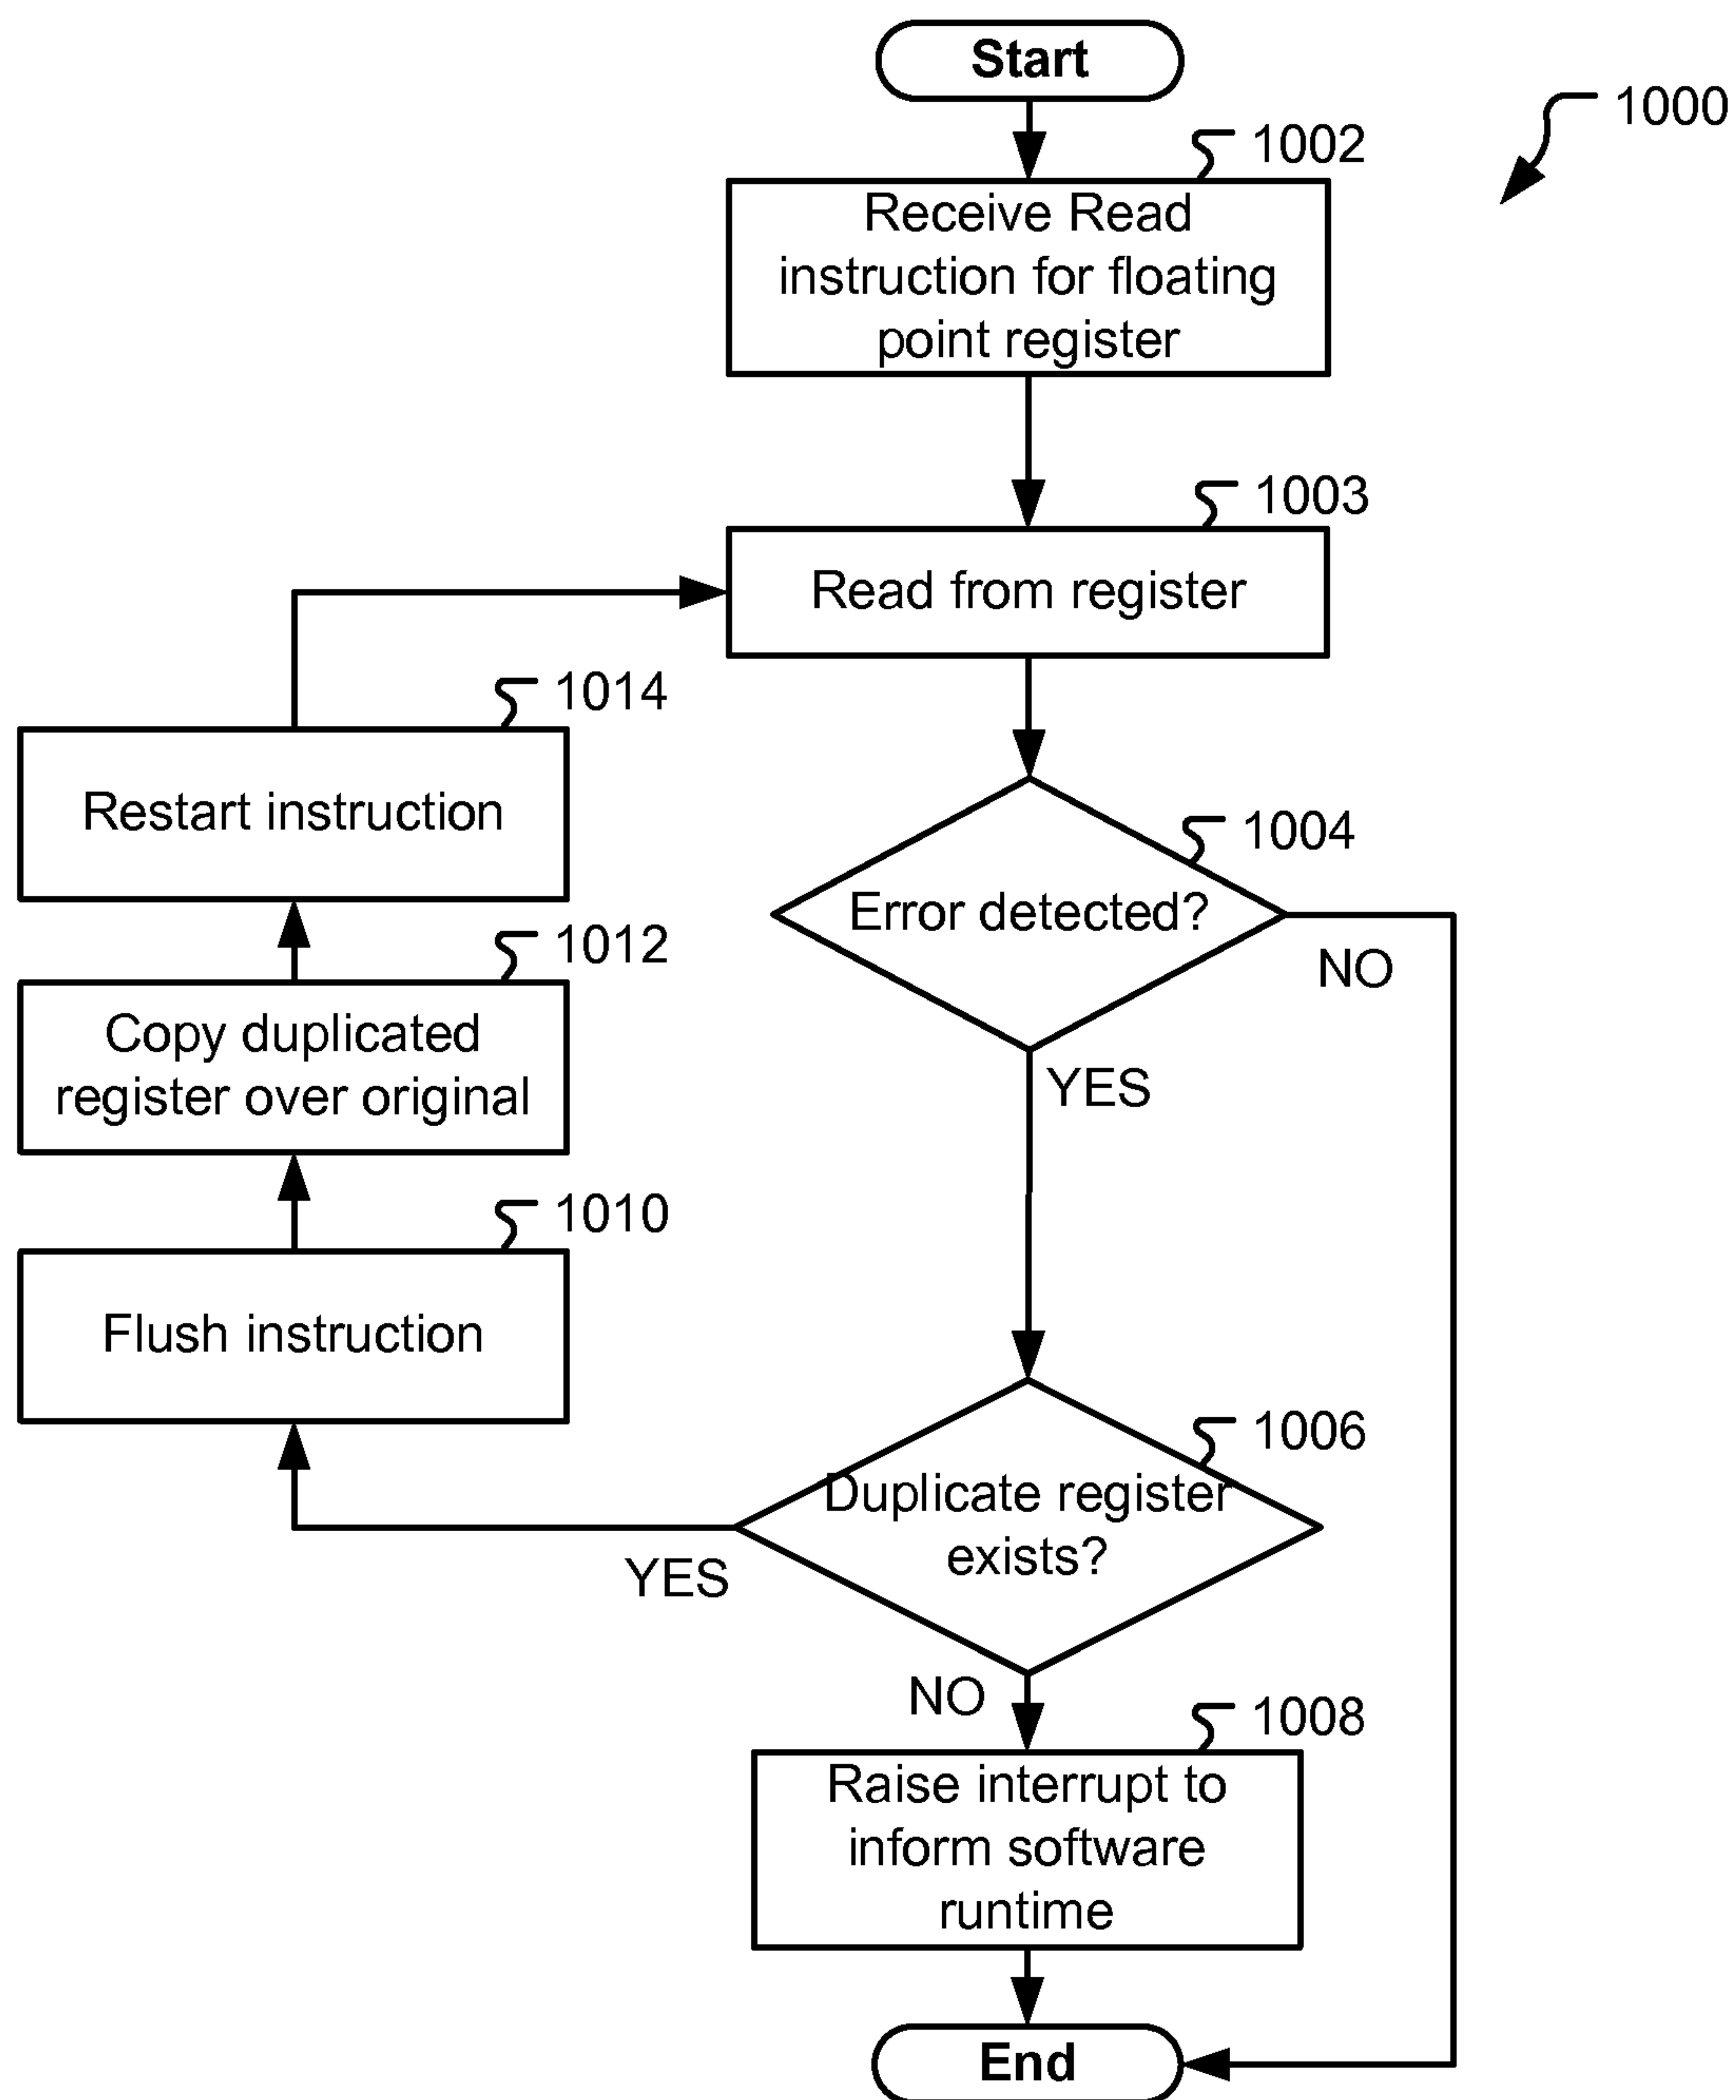 Start
1000
1002
Receive Read
instruction for floating
point register
1003
Read from register
1014
Restart instruction
1004
Error detected?
NO
1012
Copy duplicated
register over original
YES
1010
Flush instruction
1006
Duplicate register
exists?
YES
NO
1008
Raise interrupt to
inform software
runtime
End